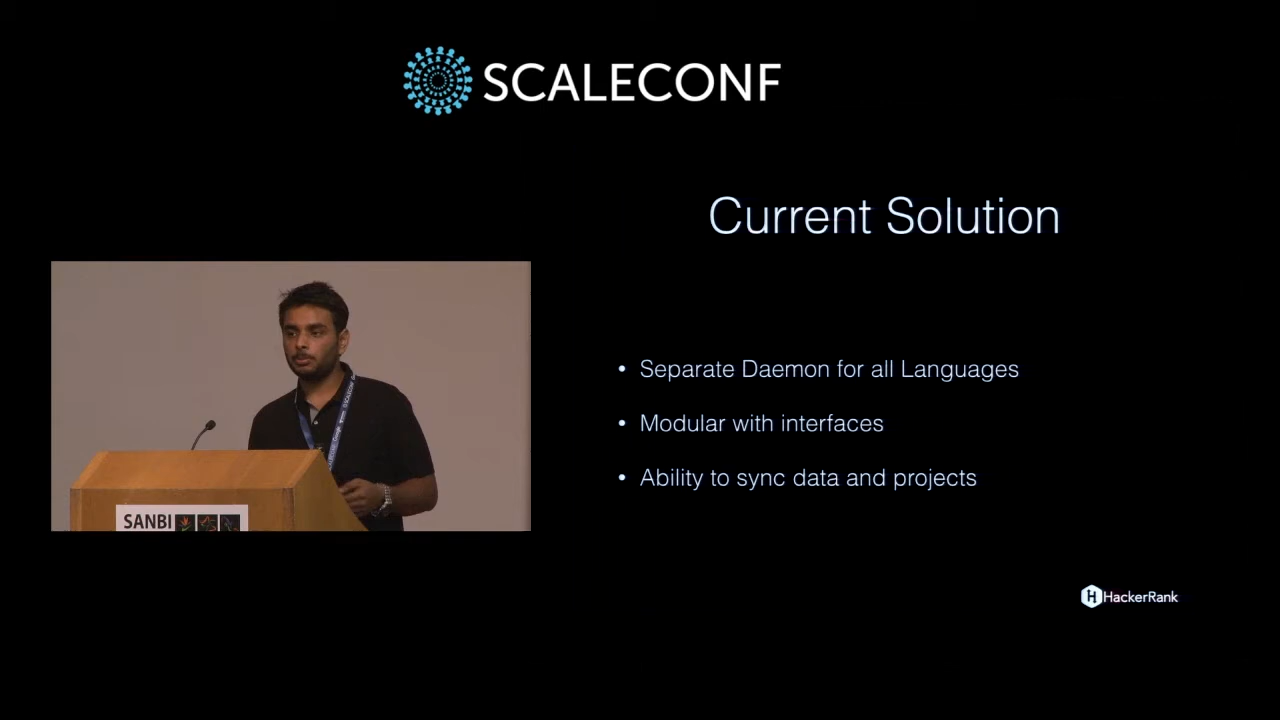 SCALECONF
Current Solution
• Separate Daemon for all Languages
• Modular with interfaces
• Ability to sync data and projects
SANBI
HackerRank